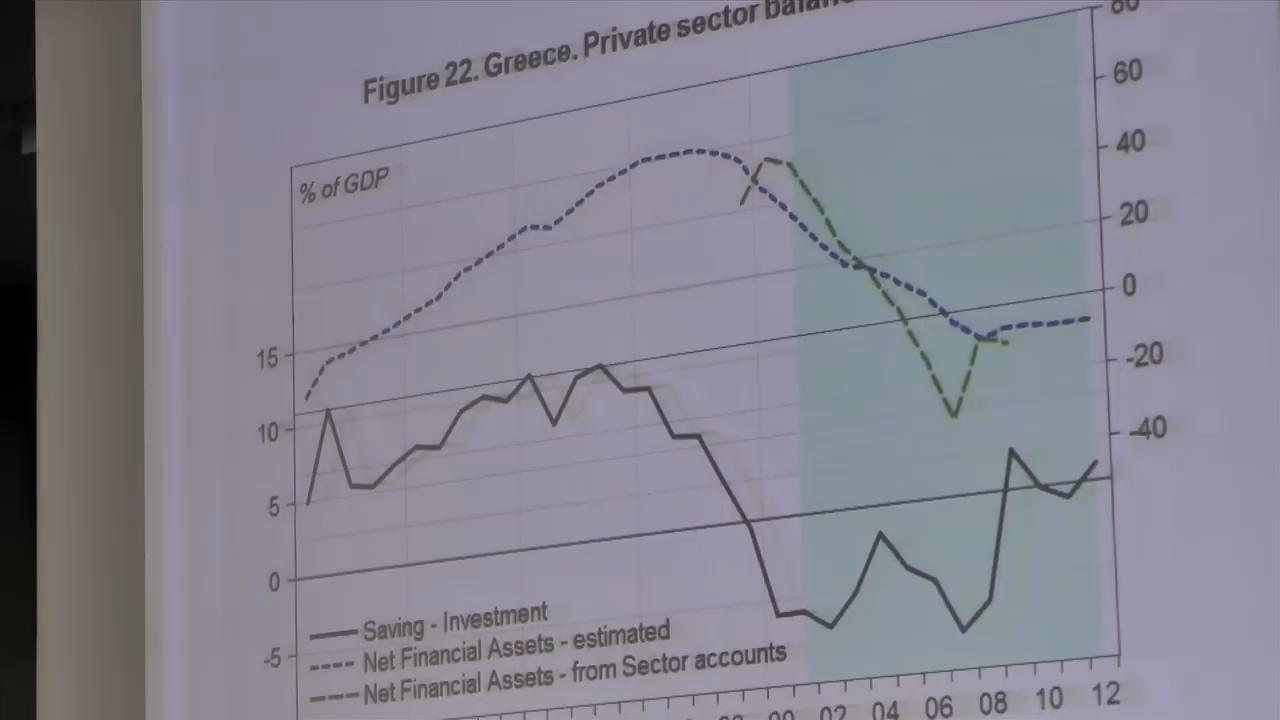 Figure 22. Greece. Private sector
% of GDP
80
60
40
20
0
-20
-40
15
10
5
0
-5
Saving - Investment
Net Financial Assets - estimated
Net Financial Assets - from Sector accounts
02 04 06 08 10 12